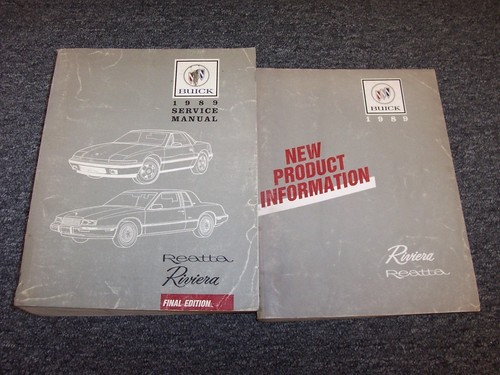 BUICK
1989
SERVICE
MANUAL
Reatta
Riviera
FINAL EDITION
BUICK
1989
NEW
PRODUCT
INFORMATION
Riviera
Reatta